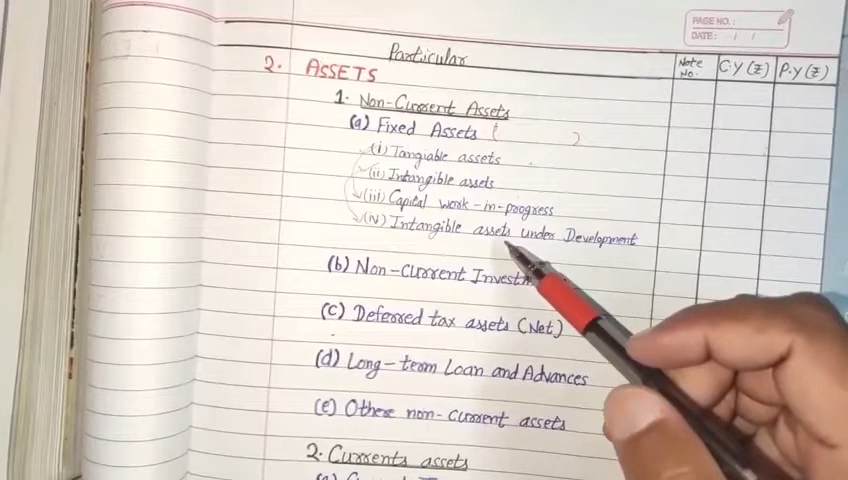 PAGE NO.:
DATE: / /
Particular
Note No.
C.Y (₹)
P.Y (₹)
2. ASSETS
1. Non-Current Assets
(a) Fixed Assets ( )
(i) Tangiable assets
(ii) Intangible assets
(iii) Capital work-in-progress
(iv) Intangible assets under Development
(b) Non-Current
(c) Deferred tax assets (Net)
(d) Long-term Loan and Advances
(e) Other non-current assets
2. Currents assets